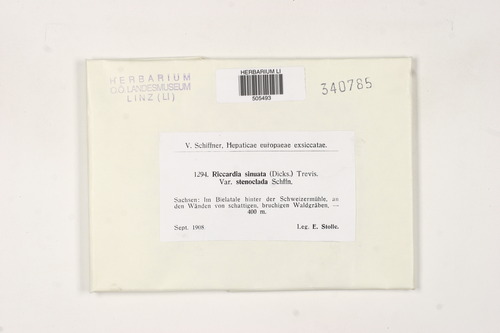 HERBARIUM
O.Ö. LANDESMUSEUM
LINZ (LI)
HERBARIUM LI
505493
340785
V. Schiffner, Hepaticae europaeae exsiccatae.
1294. Riccardia sinuata (Dicks.) Trevis.
Var. stenoclada Schffn.
Sachsen: Im Bielatale hinter der Schweizermühle, an
den Wänden von schattigen, bruchigen Waldgräben, —
400 m.
Sept. 1908
Leg. E. Stolle.